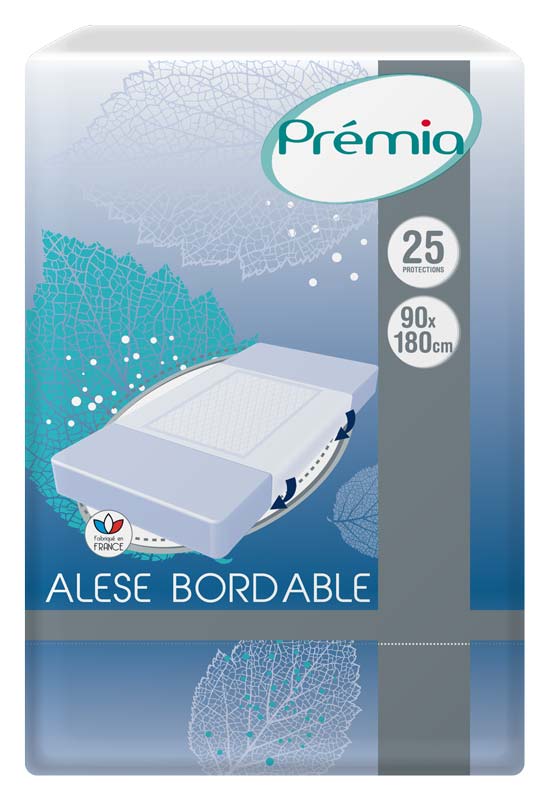 Prémia
25
PROTECTIONS
90x
180cm
Fabriqué en
FRANCE
ALESE BORDABLE